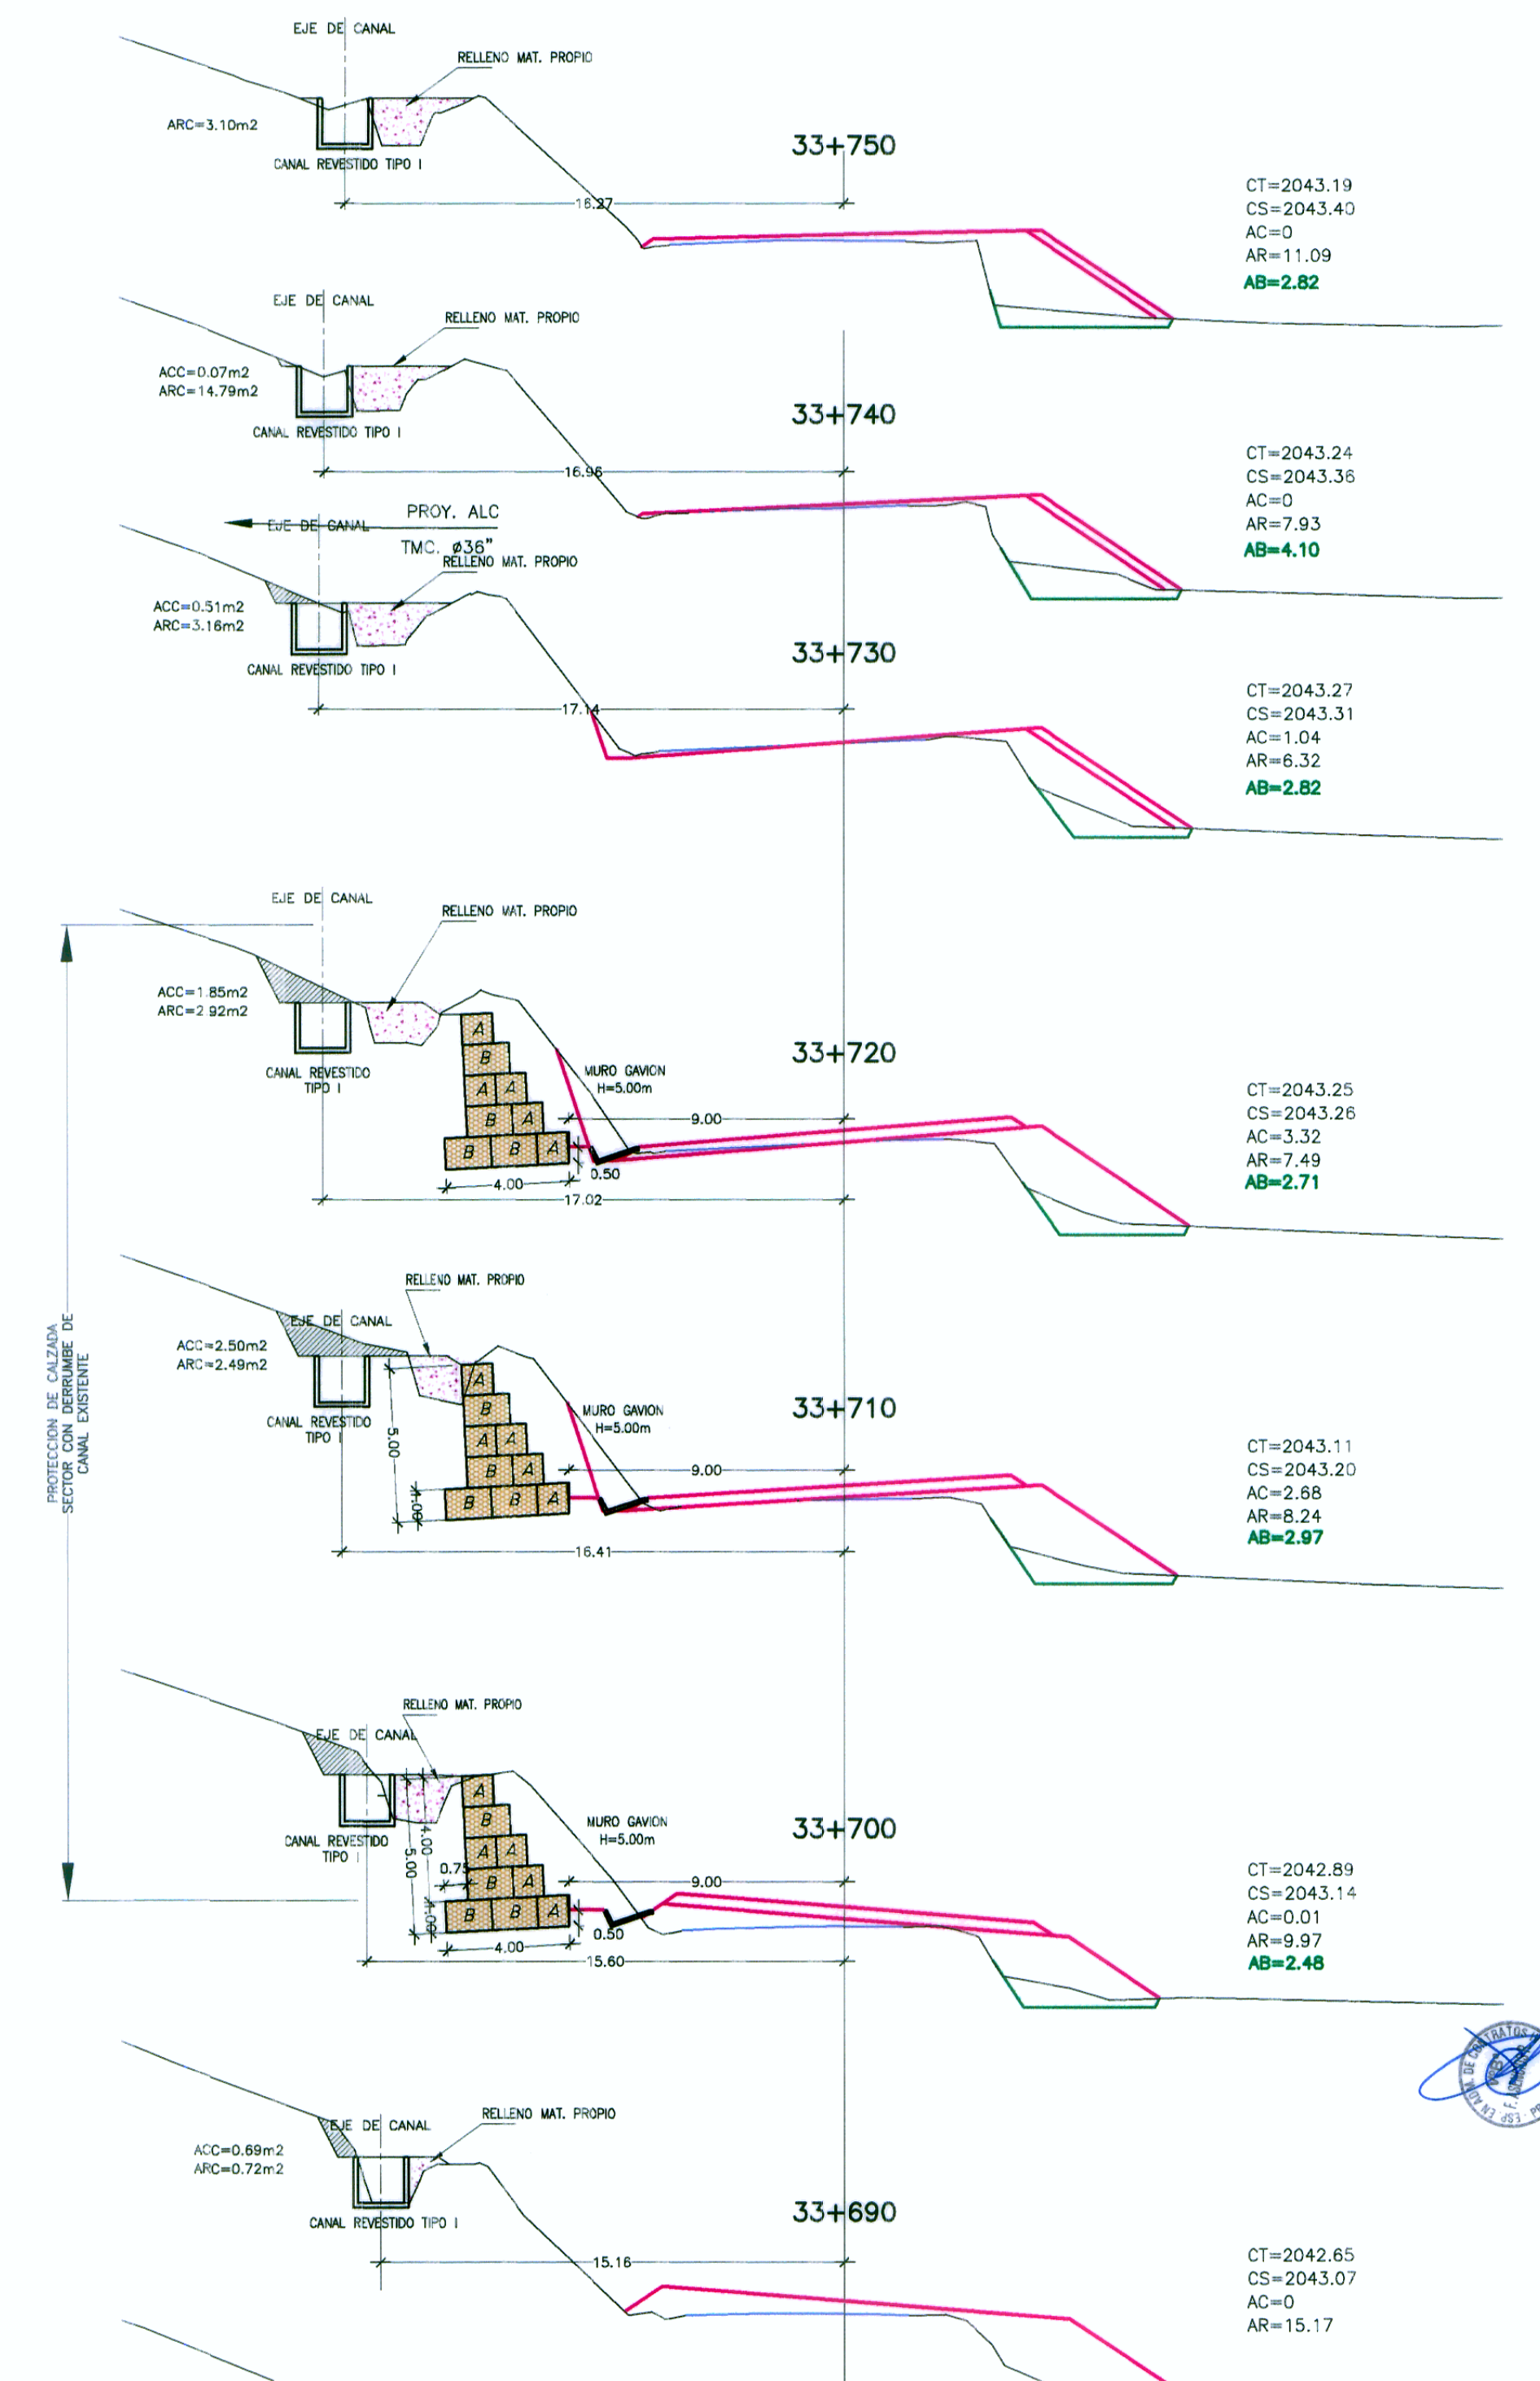 EJE DE CANAL
RELLENO MAT. PROPIO
ARC=3.10m2
CANAL REVESTIDO TIPO I
33+750
16.27
CT=2043.19
CS=2043.40
AC=0
AR=11.09
AB=2.82
EJE DE CANAL
RELLENO MAT. PROPIO
ACC=0.07m2
ARC=14.79m2
CANAL REVESTIDO TIPO I
33+740
16.96
CT=2043.24
CS=2043.36
AC=0
AR=7.93
AB=4.10
PROY. ALC
TMC. ø36"
EJE DE CANAL
RELLENO MAT. PROPIO
ACC=0.51m2
ARC=3.16m2
CANAL REVESTIDO TIPO I
33+730
17.14
CT=2043.27
CS=2043.31
AC=1.04
AR=6.32
AB=2.82
EJE DE CANAL
RELLENO MAT. PROPIO
ACC=1.85m2
ARC=2.92m2
CANAL REVESTIDO
TIPO I
A
B
A A
B A
B B A
MURO GAVION
H=5.00m
33+720
9.00
0.50
4.00
17.02
CT=2043.25
CS=2043.26
AC=3.32
AR=7.49
AB=2.71
PROTECCION DE CALZADA
SECTOR CON DERRUMBE DE
CANAL EXISTENTE
RELLENO MAT. PROPIO
EJE DE CANAL
ACC=2.50m2
ARC=2.49m2
CANAL REVESTIDO
TIPO I
5.00
1.00
A
B
A A
B A
B B A
MURO GAVION
H=5.00m
33+710
9.00
16.41
CT=2043.11
CS=2043.20
AC=2.68
AR=8.24
AB=2.97
RELLENO MAT. PROPIO
EJE DE CANAL
CANAL REVESTIDO
TIPO I
5.00
4.00
0.75
1.00
A
B
A A
B A
B B A
MURO GAVION
H=5.00m
33+700
9.00
0.50
4.00
15.60
CT=2042.89
CS=2043.14
AC=0.01
AR=9.97
AB=2.48
EJE DE CANAL
RELLENO MAT. PROPIO
ACC=0.69m2
ARC=0.72m2
CANAL REVESTIDO TIPO I
33+690
15.16
CT=2042.65
CS=2043.07
AC=0
AR=15.17